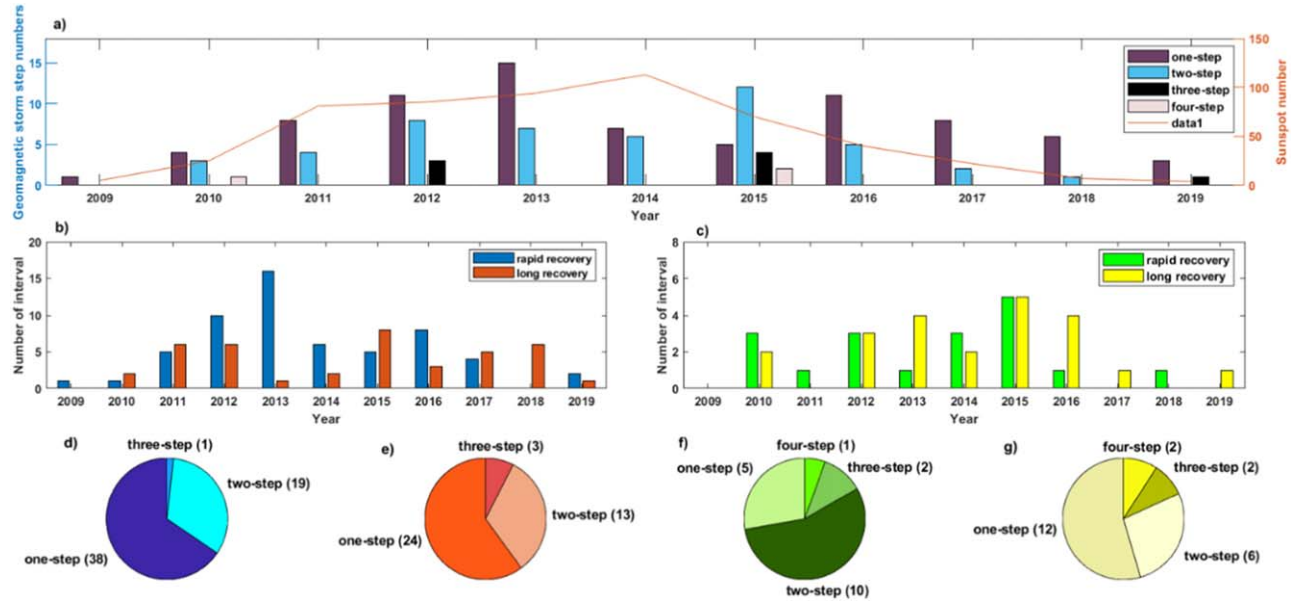 a)
Geomagnetic storm step numbers
15
10
5
0
150
100
50
0
Sunspot number
one-step
two-step
three-step
four-step
data1
2009 2010 2011 2012 2013 2014 2015 2016 2017 2018 2019
Year
b)
Number of interval
20
15
10
5
0
rapid recovery
long recovery
2009 2010 2011 2012 2013 2014 2015 2016 2017 2018 2019
Year
c)
Number of interval
8
6
4
2
0
rapid recovery
long recovery
2009 2010 2011 2012 2013 2014 2015 2016 2017 2018 2019
Year
d)
three-step (1)
two-step (19)
one-step (38)
e)
three-step (3)
two-step (13)
one-step (24)
f)
four-step (1)
one-step (5)
three-step (2)
two-step (10)
g)
four-step (2)
three-step (2)
one-step (12)
two-step (6)